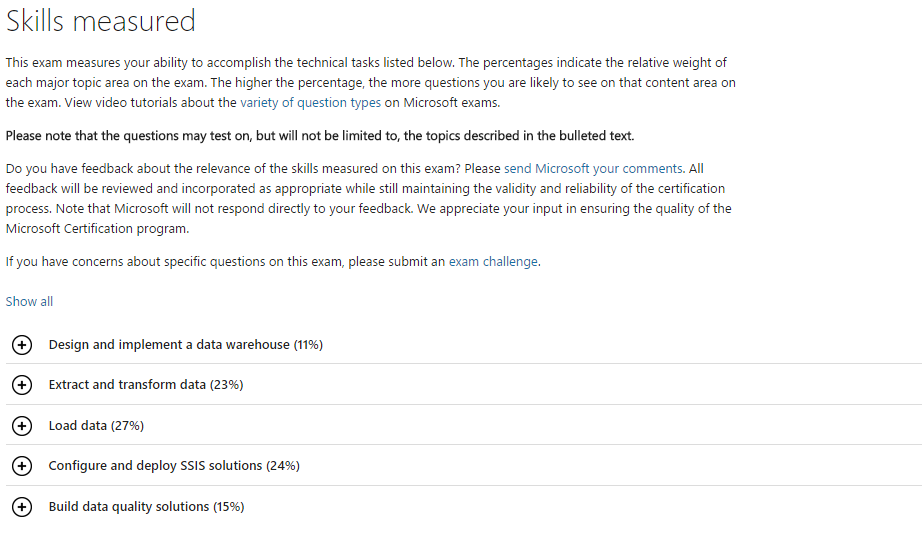 Skills measured
This exam measures your ability to accomplish the technical tasks listed below. The percentages indicate the relative weight of
each major topic area on the exam. The higher the percentage, the more questions you are likely to see on that content area on
the exam. View video tutorials about the variety of question types on Microsoft exams.
Please note that the questions may test on, but will not be limited to, the topics described in the bulleted text.
Do you have feedback about the relevance of the skills measured on this exam? Please send Microsoft your comments. All
feedback will be reviewed and incorporated as appropriate while still maintaining the validity and reliability of the certification
process. Note that Microsoft will not respond directly to your feedback. We appreciate your input in ensuring the quality of the
Microsoft Certification program.
If you have concerns about specific questions on this exam, please submit an exam challenge.
Show all
Design and implement a data warehouse (11%)
Extract and transform data (23%)
Load data (27%)
Configure and deploy SSIS solutions (24%)
Build data quality solutions (15%)